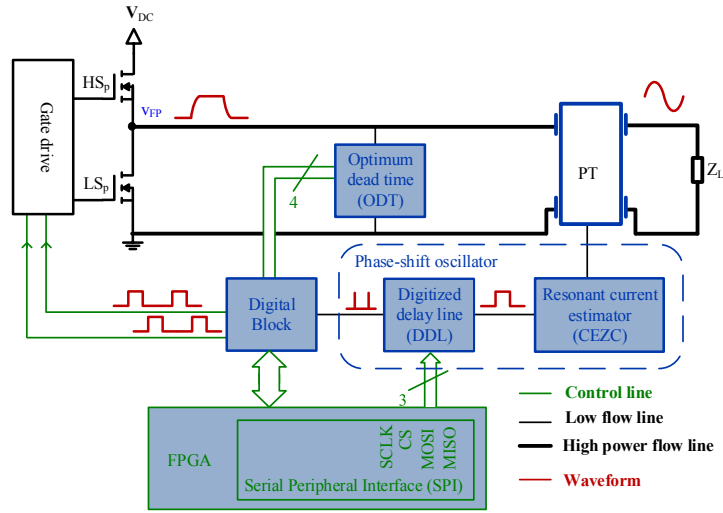 V_DC
HS_p
v_FP
Gate drive
LS_p
Optimum
dead time
(ODT)
4
PT
Z_L
Phase-shift oscillator
Digital
Block
Digitized
delay line
(DDL)
Resonant current
estimator
(CEZC)
3
FPGA
SCLK
CS
MOSI
MISO
Serial Peripheral Interface (SPI)
Control line
Low flow line
High power flow line
Waveform